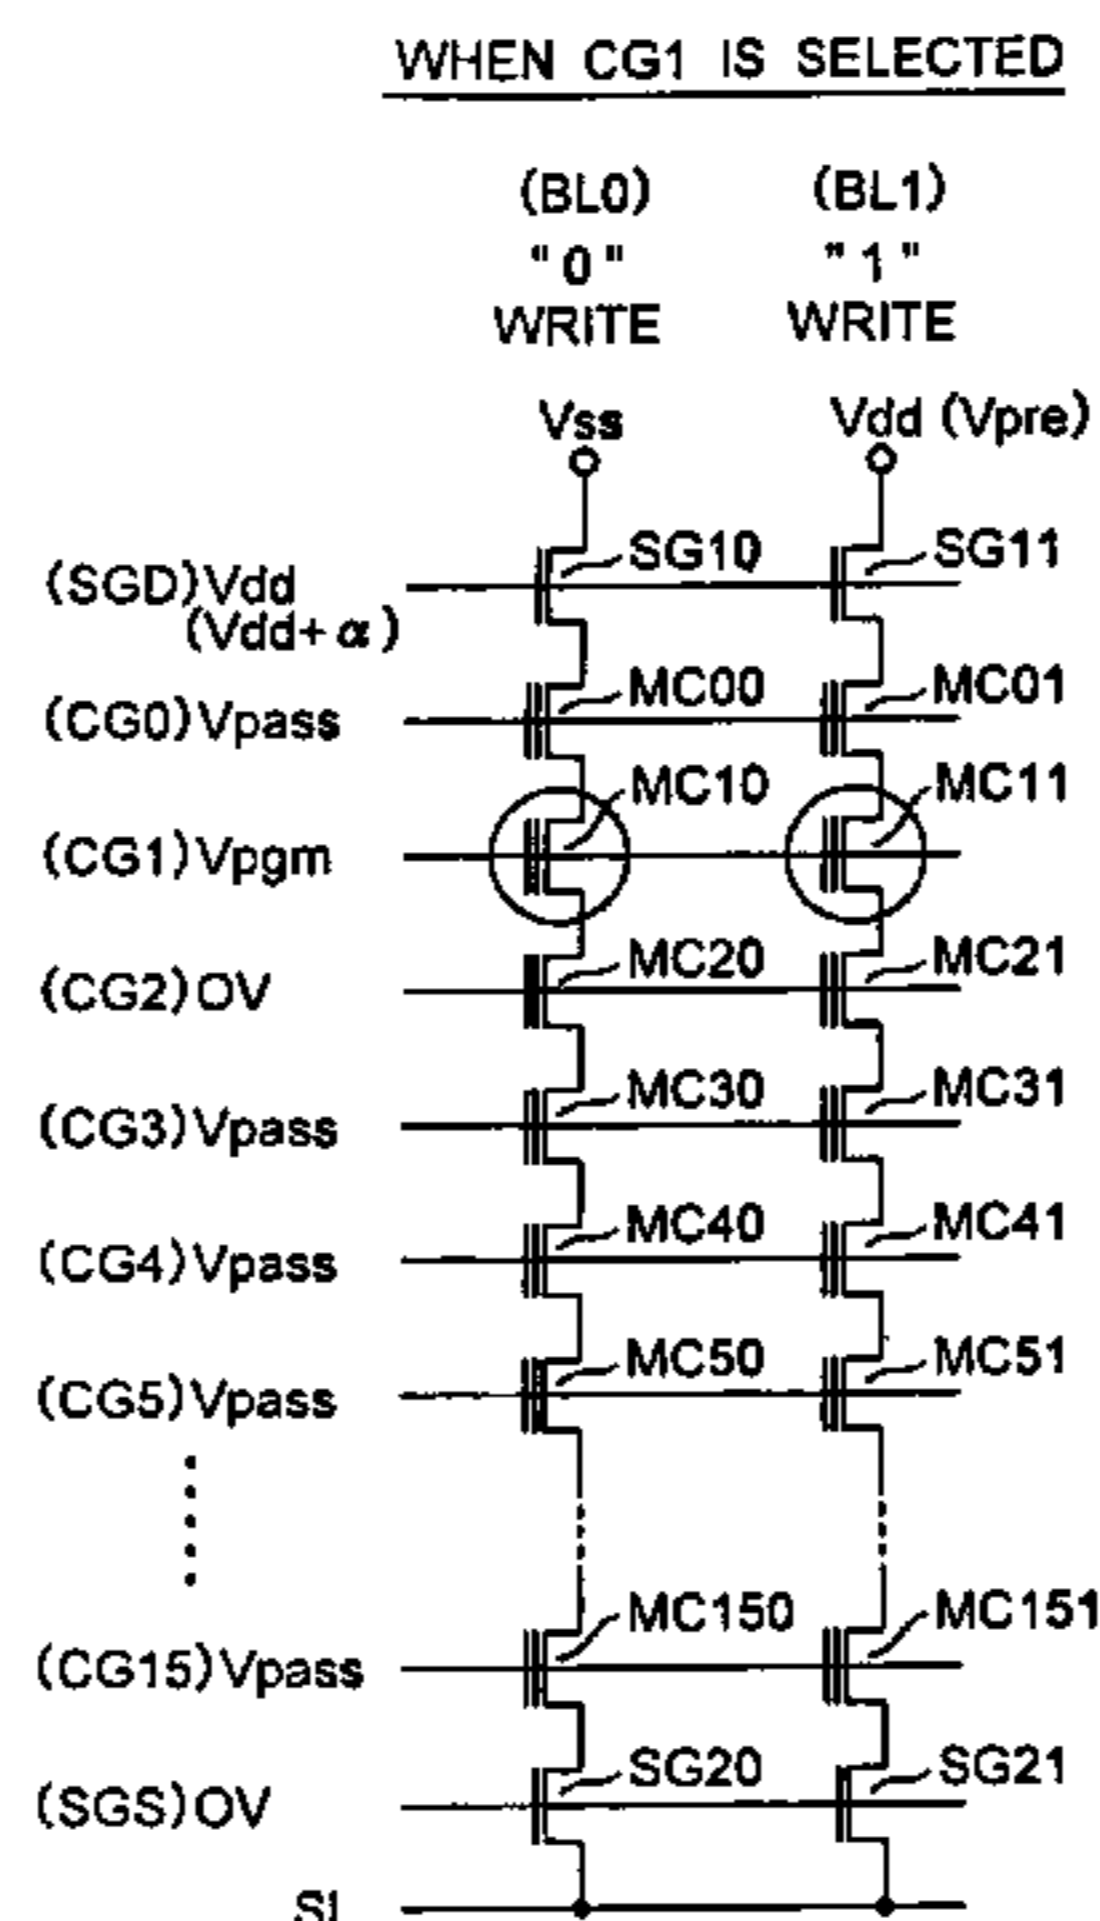 WHEN CG1 IS SELECTED
(BL0) (BL1)
"0" "1"
WRITE WRITE
Vss Vdd (Vpre)
(SGD)Vdd SG10 SG11
(Vdd+α)
(CG0)Vpass MC00 MC01
(CG1)Vpgm MC10 MC11
(CG2)0V MC20 MC21
(CG3)Vpass MC30 MC31
(CG4)Vpass MC40 MC41
(CG5)Vpass MC50 MC51
(CG15)Vpass MC150 MC151
(SGS)0V SG20 SG21
SL